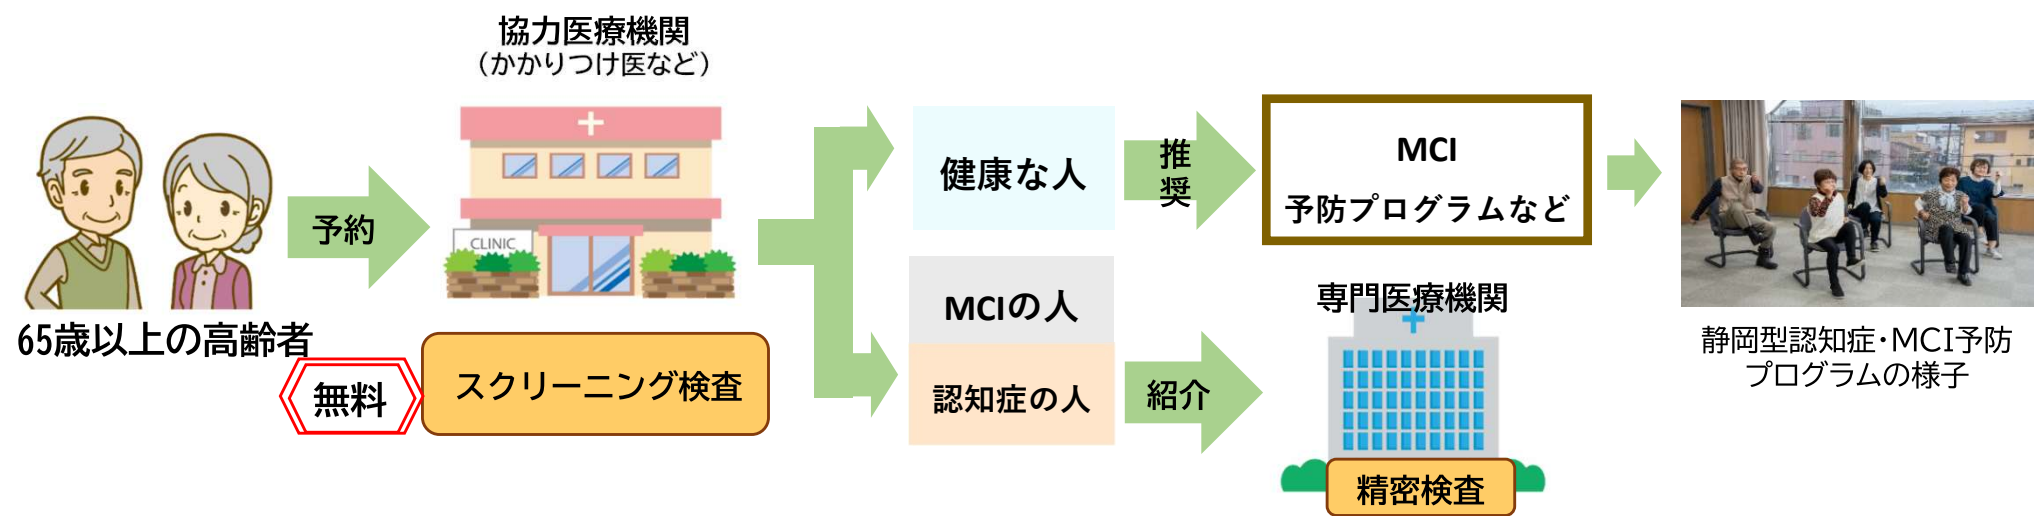 協力医療機関
（かかりつけ医など）
65歳以上の高齢者
予約
CLINIC
無料
スクリーニング検査
健康な人
推奨
MCI
予防プログラムなど
MCIの人
認知症の人
紹介
専門医療機関
精密検査
静岡型認知症・MCI予防
プログラムの様子